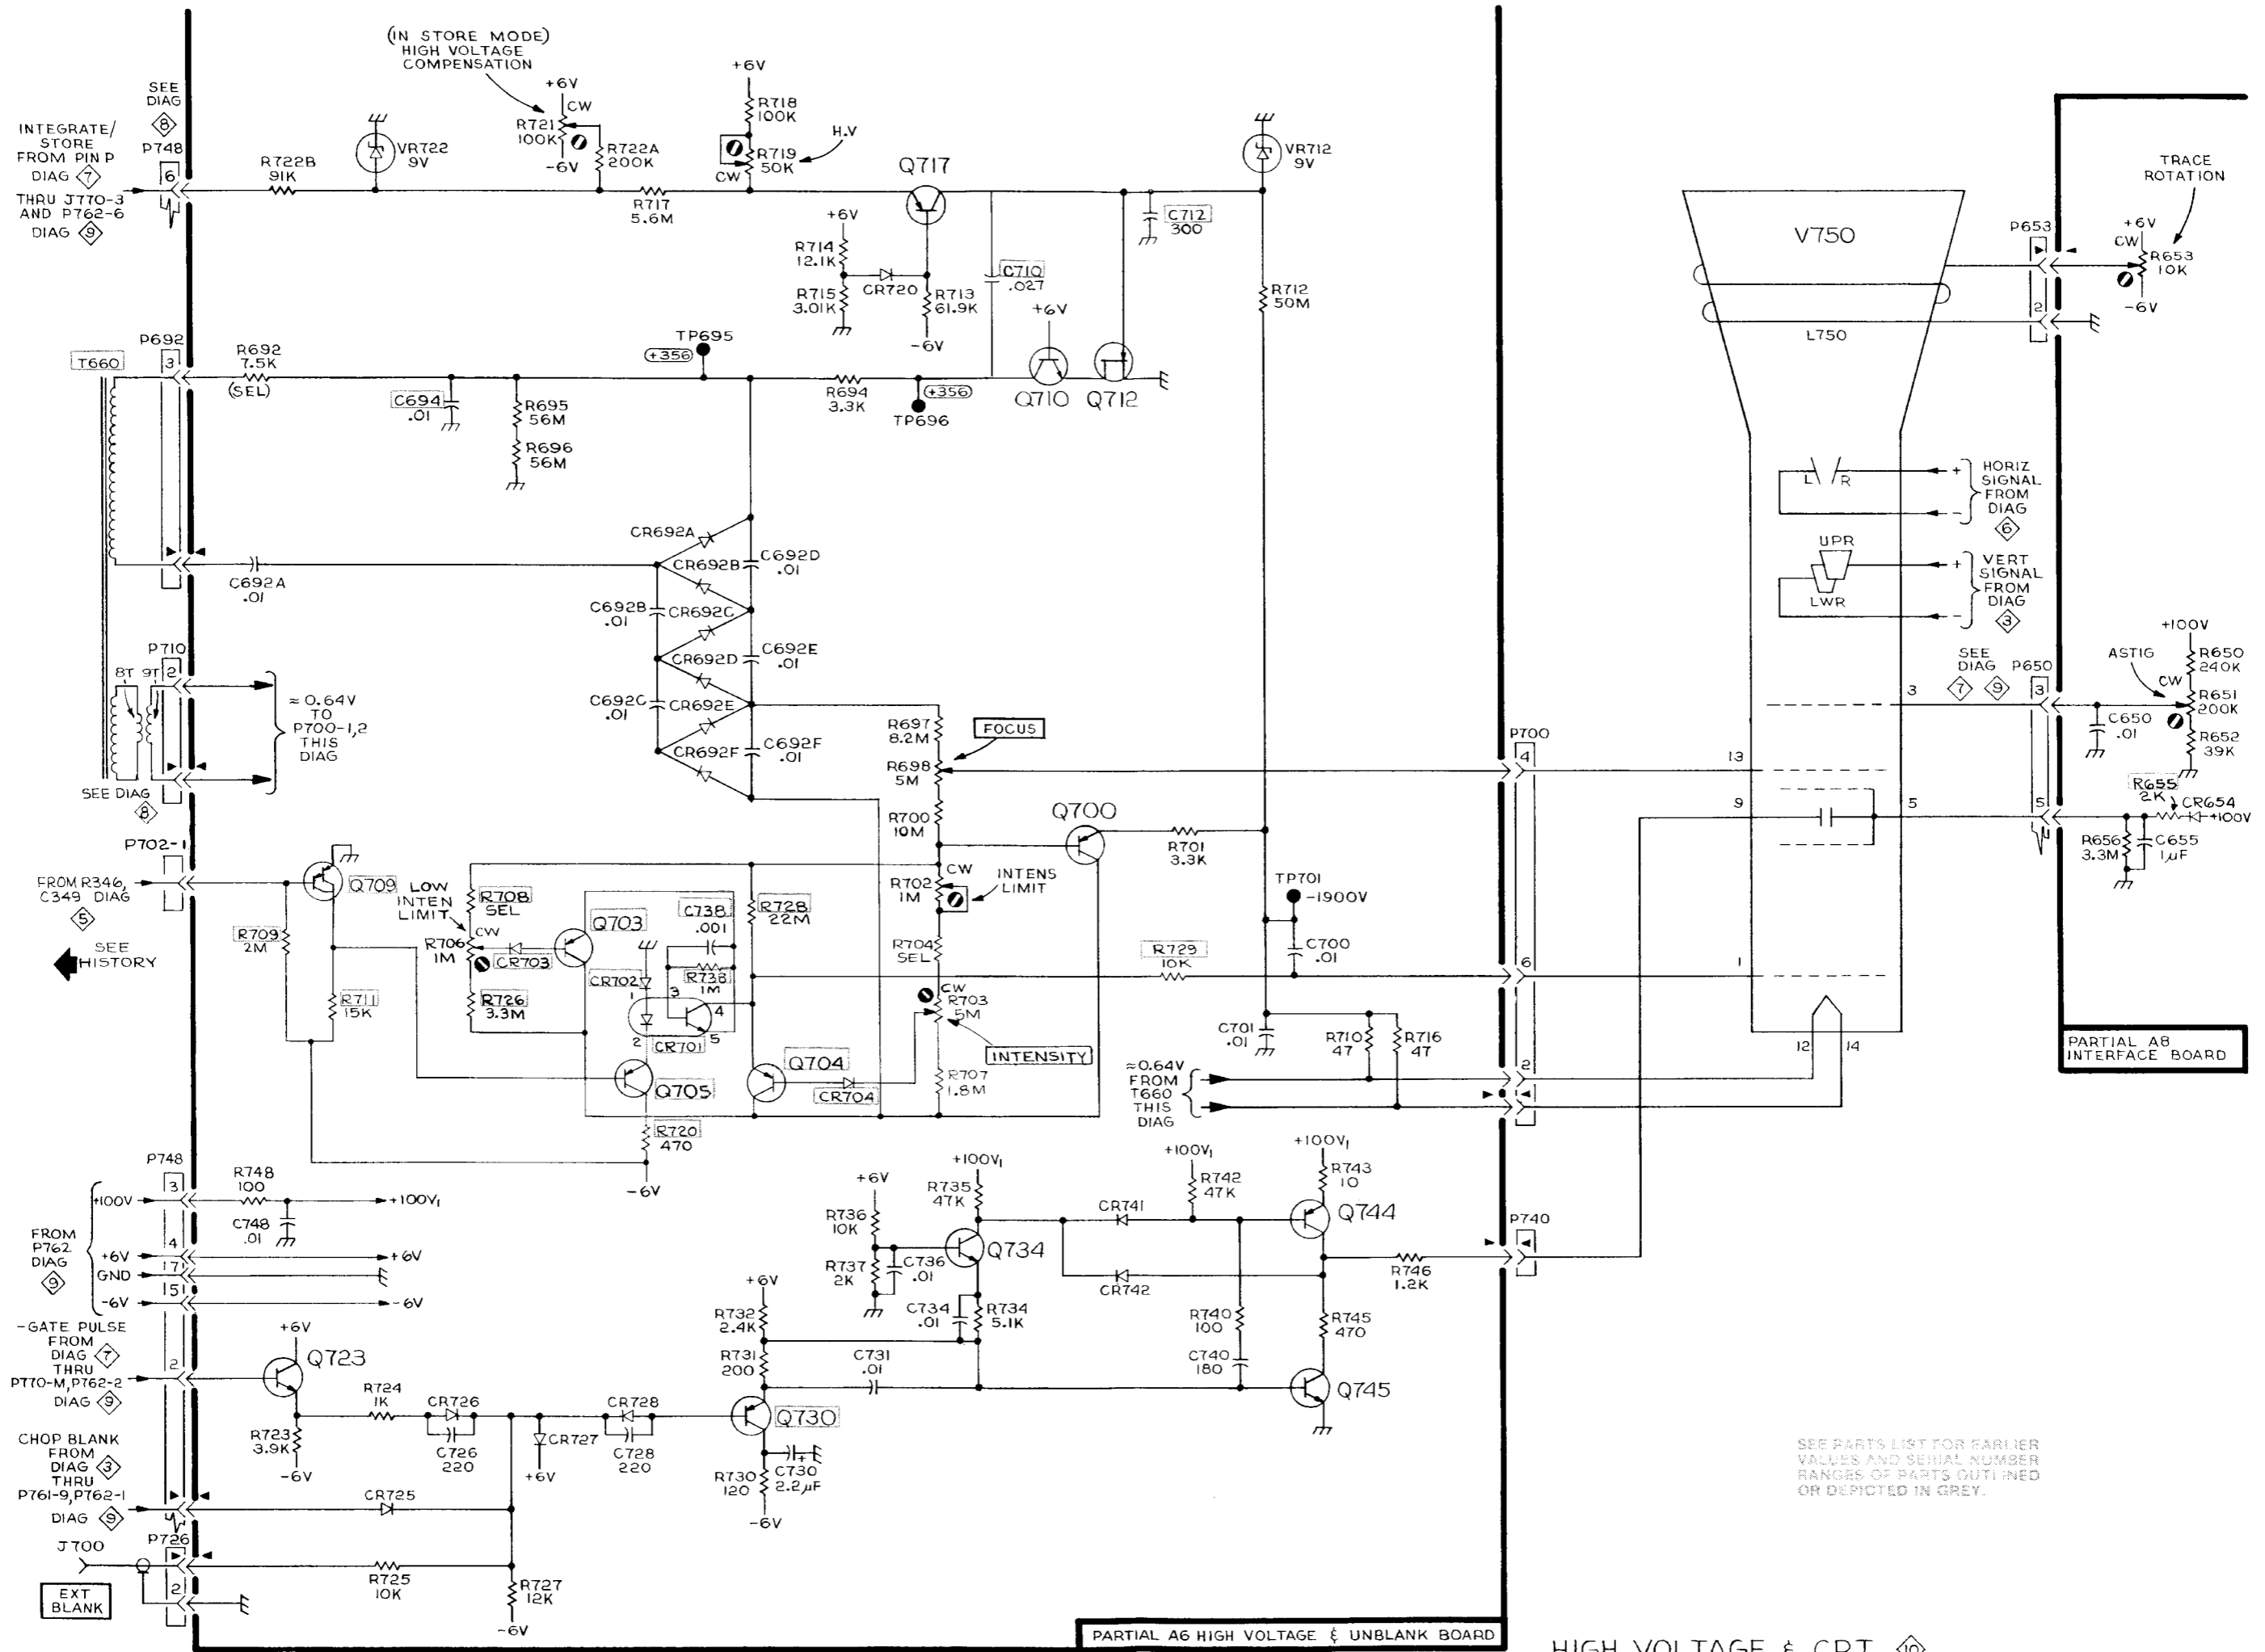 (IN STORE MODE)
HIGH VOLTAGE
COMPENSATION
+6V
CW
R721
100K
-6V
R722A
200K
+6V
R718
100K
R719
50K
CW
H.V
SEE
DIAG
8
P748
6
INTEGRATE/
STORE
FROM PIN P
DIAG 7
THRU J770-3
AND P762-6
DIAG 9
R722B
91K
VR722
9V
R717
5.6M
Q717
+6V
R714
12.1K
R715
3.01K
CR720
R713
61.9K
-6V
C710
.027
C712
300
VR712
9V
R712
50M
+6V
Q710
Q712
P692
3
T660
R692
7.5K
(SEL)
C694
.01
R695
56M
R696
56M
TP695
+356
R694
3.3K
+356
TP696
C692A
.01
CR692A
CR692B
C692D
.01
C692B
.01
CR692C
CR692D
C692E
.01
C692C
.01
CR692E
CR692F
C692F
.01
P710
2
8T 9T
≈0.64V
TO
P700-1,2
THIS
DIAG
SEE DIAG
8
R697
8.2M
FOCUS
R698
5M
R700
10M
P700
4
P702-1
FROM R346,
C349 DIAG
5
SEE
HISTORY
Q709
R709
2M
R711
15K
LOW
INTEN
LIMIT
R708
SEL
CW
R706
1M
CR703
R726
3.3M
Q703
C738
.001
R738
1M
CR702
1
3
4
2
5
CR701
R728
22M
Q705
R720
470
-6V
Q704
CR704
CW
R702
1M
INTENS
LIMIT
R704
SEL
CW
R703
5M
INTENSITY
R707
1.8M
Q700
R701
3.3K
TP701
-1900V
C700
.01
R729
10K
6
C701
.01
R710
47
R716
47
≈0.64V
FROM
T660
THIS
DIAG
2
V750
L750
L
R
+
-
HORIZ
SIGNAL
FROM
DIAG
6
UPR
LWR
+
-
VERT
SIGNAL
FROM
DIAG
3
3
13
9
5
1
12
14
P653
2
TRACE
ROTATION
+6V
CW
R653
10K
-6V
SEE
DIAG
7 9
P650
3
5
ASTIG
+100V
R650
240K
CW
R651
200K
R652
39K
C650
.01
R655
2K
CR654
+100V
R656
3.3M
C655
1µF
PARTIAL A8
INTERFACE BOARD
P748
3
+100V
R748
100
+100V₁
C748
.01
FROM
P762
DIAG
9
4
+6V
+6V
7
GND
5
-6V
-6V
-GATE PULSE
FROM
DIAG 7
THRU
P770-M,P762-2
DIAG 9
2
+6V
Q723
R723
3.9K
-6V
R724
1K
CR726
C726
220
CR727
+6V
CR728
C728
220
CHOP BLANK
FROM
DIAG 3
THRU
P761-9,P762-1
DIAG 9
CR725
J700
P726
2
EXT
BLANK
R725
10K
R727
12K
-6V
+6V
R732
2.4K
R731
200
Q730
R730
120
C730
2.2µF
-6V
C731
.01
+6V
R736
10K
R737
2K
C736
.01
+100V₁
R735
47K
Q734
C734
.01
R734
5.1K
CR741
CR742
+100V₁
R742
47K
R740
100
C740
180
+100V₁
R743
10
Q744
R746
1.2K
R745
470
Q745
P740
SEE PARTS LIST FOR EARLIER
VALUES AND SERIAL NUMBER
RANGES OF PARTS OUTLINED
OR DEPICTED IN GREY.
PARTIAL A6 HIGH VOLTAGE & UNBLANK BOARD
HIGH VOLTAGE & CRT 10